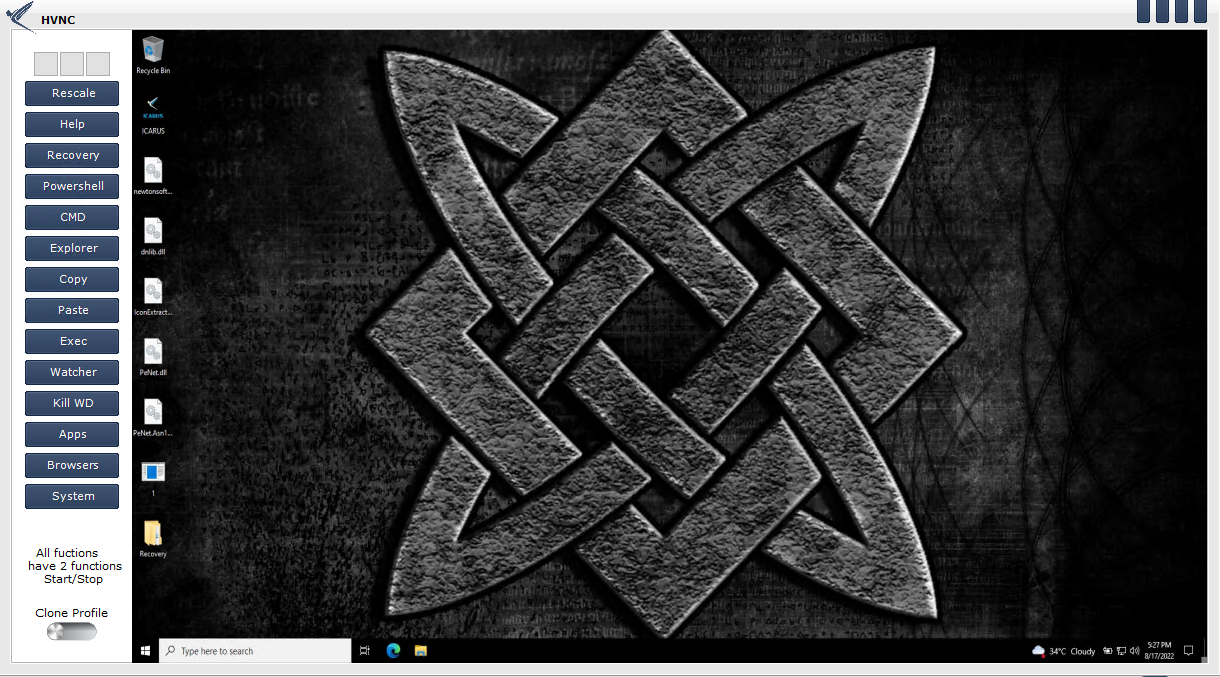 HVNC
Rescale
Help
Recovery
Powershell
CMD
Explorer
Copy
Paste
Exec
Watcher
Kill WD
Apps
Browsers
System
All fuctions
have 2 functions
Start/Stop
Clone Profile
Recycle Bin
ICARUS
ICARUS
newtonsoft...
dnlib.dll
IconExtract...
PeNet.dll
PeNet.Asn1...
1
Recovery
Type here to search
34°C Cloudy
5:27 PM
8/17/2022